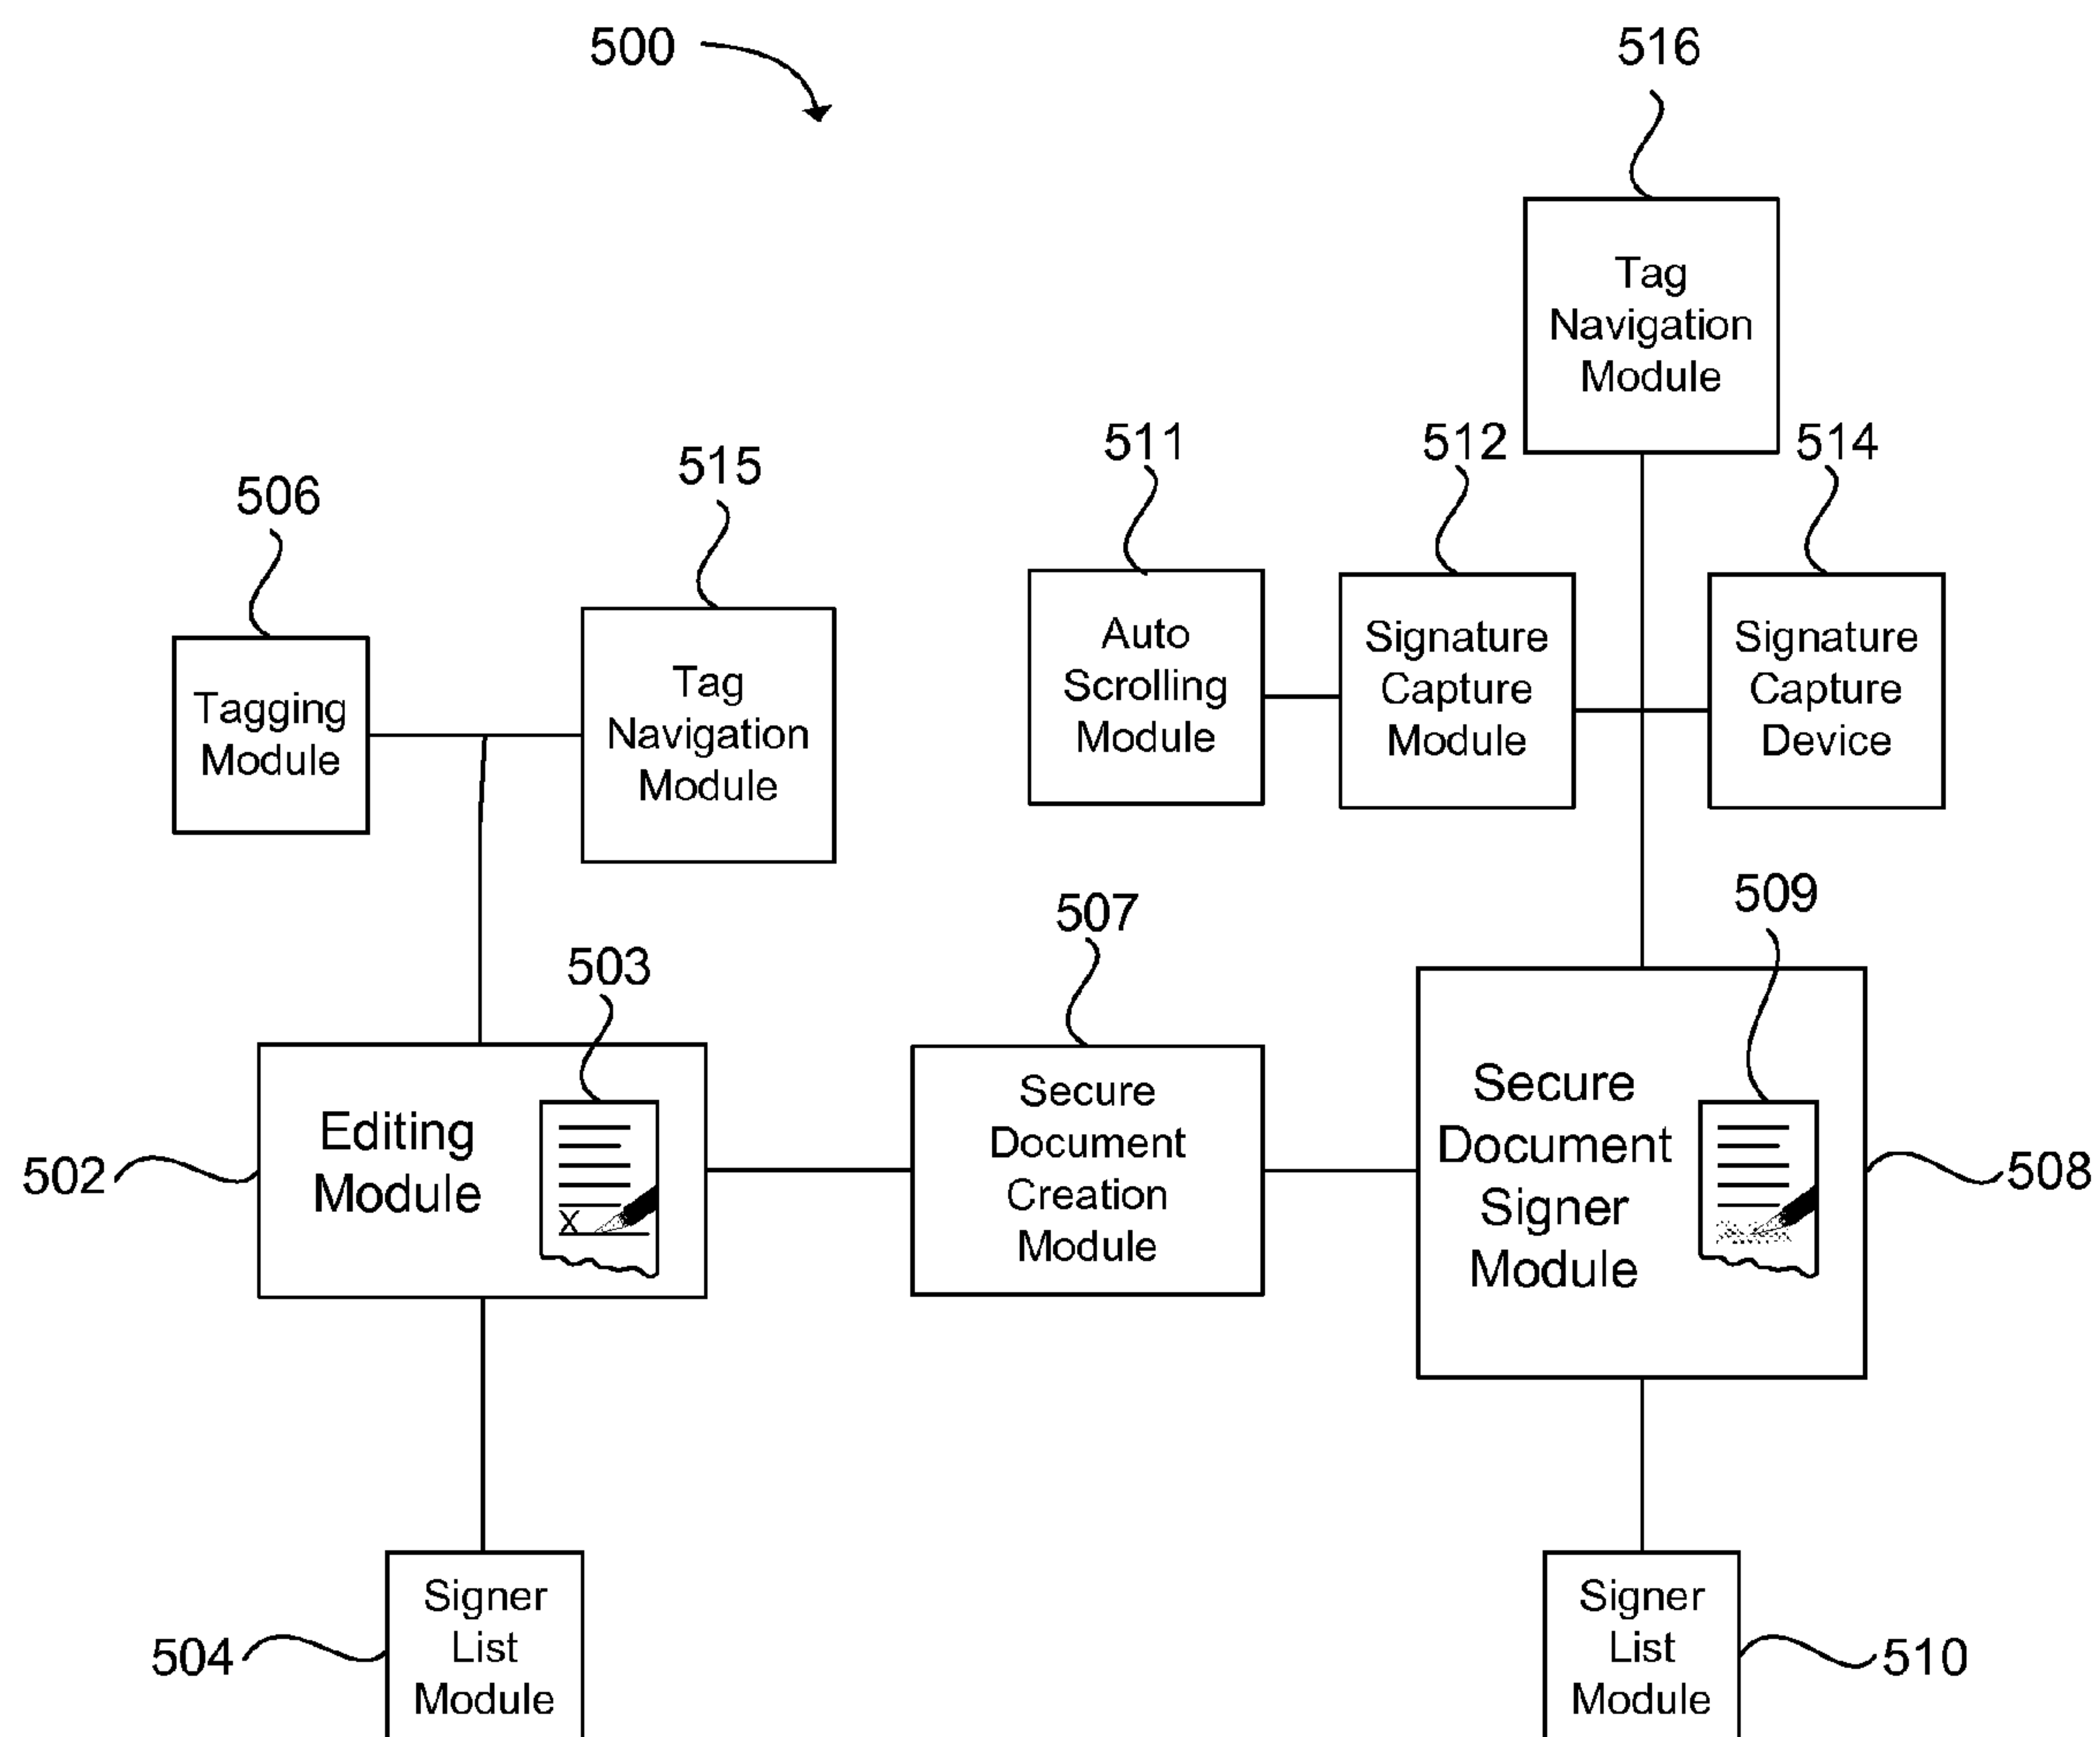 500
516
Tag
Navigation
Module
511
512
514
506
515
Auto
Scrolling
Module
Signature
Capture
Module
Signature
Capture
Device
Tagging
Module
Tag
Navigation
Module
509
507
503
502
Editing
Module
X
Secure
Document
Creation
Module
Secure
Document
Signer
Module
508
504
Signer
List
Module
Signer
List
Module
510